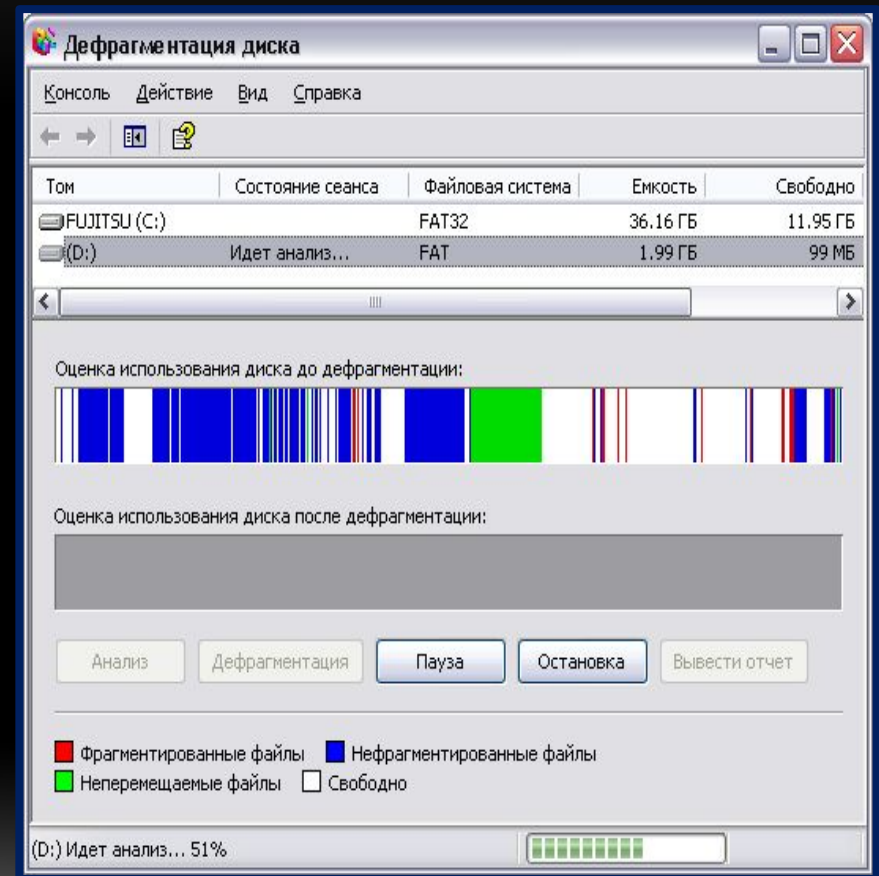 Дефрагментация диска
Консоль Действие Вид Справка
Том Состояние сеанса Файловая система Емкость Свободно
FUJITSU (C:) FAT32 36.16 ГБ 11.95 ГБ
(D:) Идет анализ... FAT 1.99 ГБ 99 МБ
Оценка использования диска до дефрагментации:
Оценка использования диска после дефрагментации:
Анализ Дефрагментация Пауза Остановка Вывести отчет
Фрагментированные файлы Нефрагментированные файлы
Неперемещаемые файлы Свободно
(D:) Идет анализ... 51%